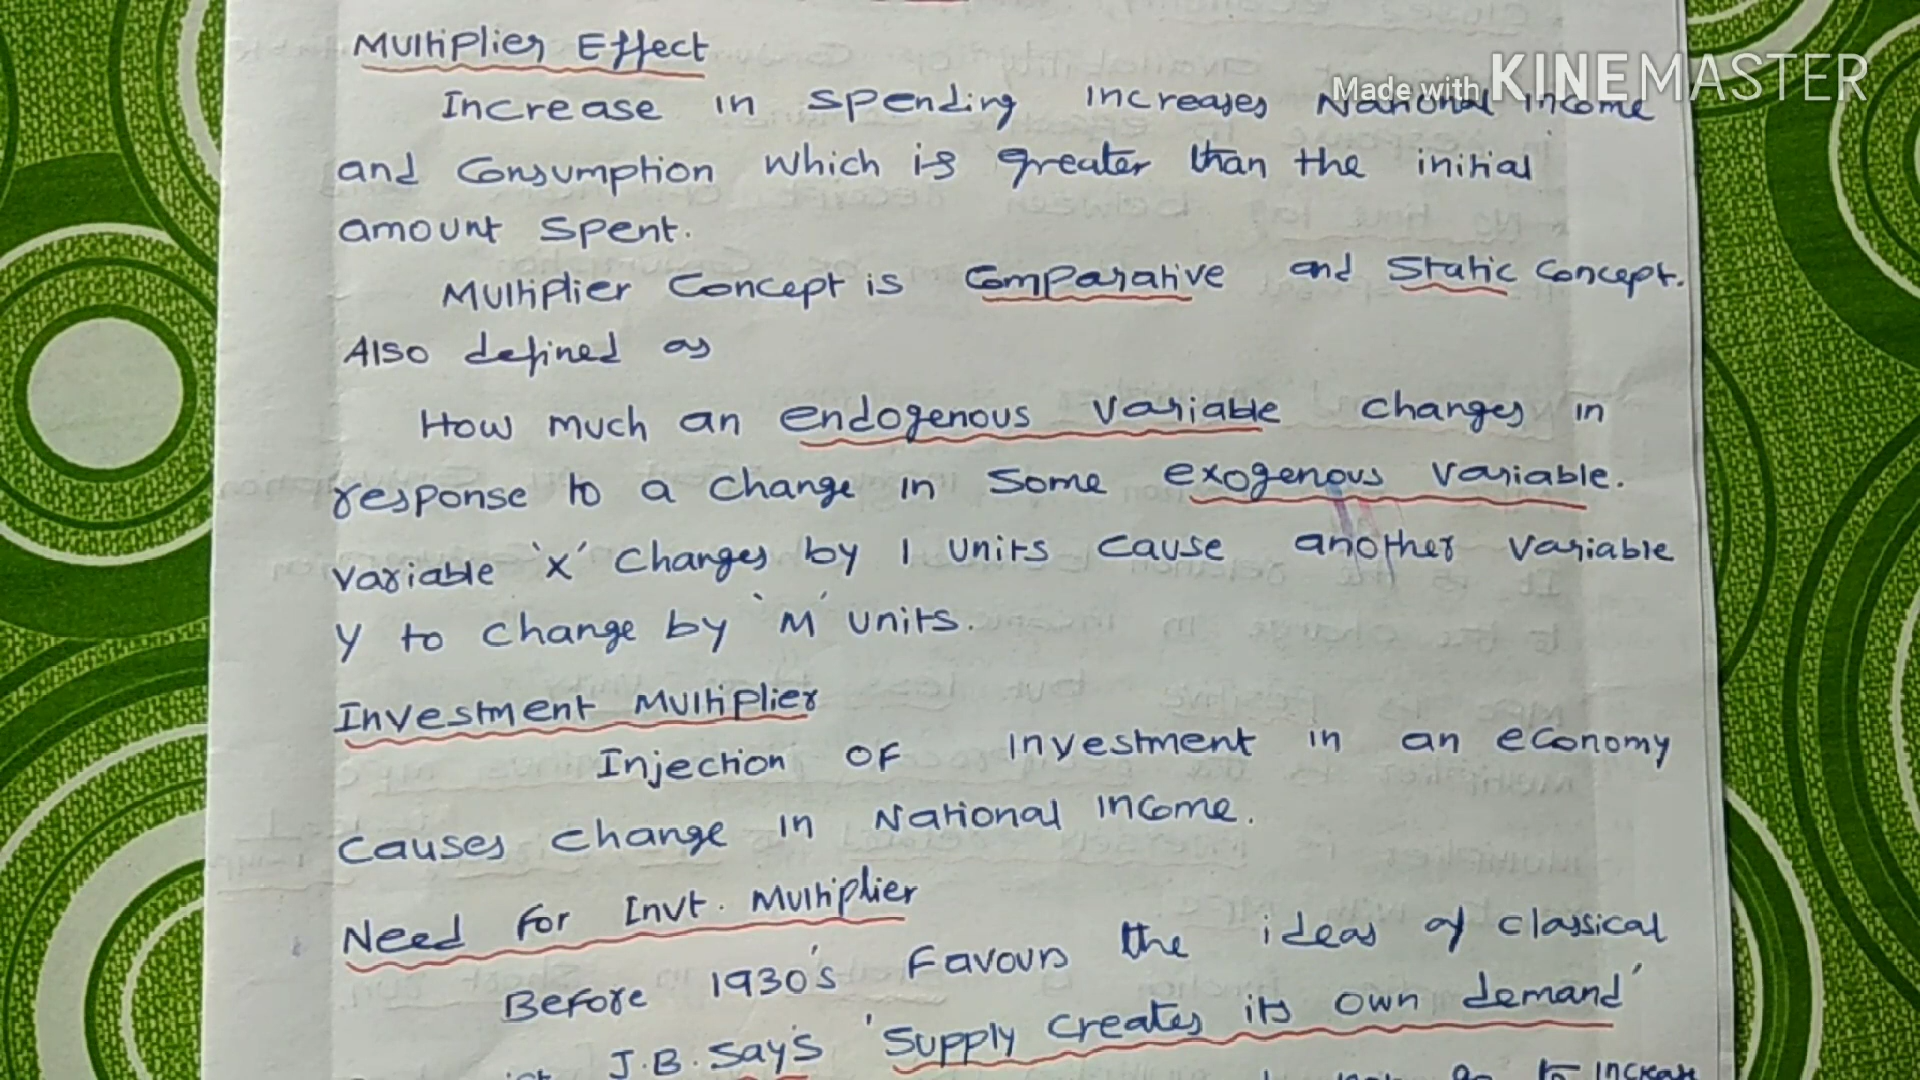 Multiplier Effect
Made with KINEMASTER
Increase in spending increases National income
and Consumption which is greater than the initial
amount spent.
Multiplier Concept is Comparative and Static Concept.
Also defined as
How much an endogenous variable changes in
response to a change in some exogenous variable.
variable 'x' changes by 1 units cause another variable
y to change by 'M' units.
Investment Multiplier
Injection of investment in an economy
causes change in National income.
Need for Invt. Multiplier
Before 1930's Favours the ideas of classical
J.B. Say's 'Supply creates its own demand'
to increase